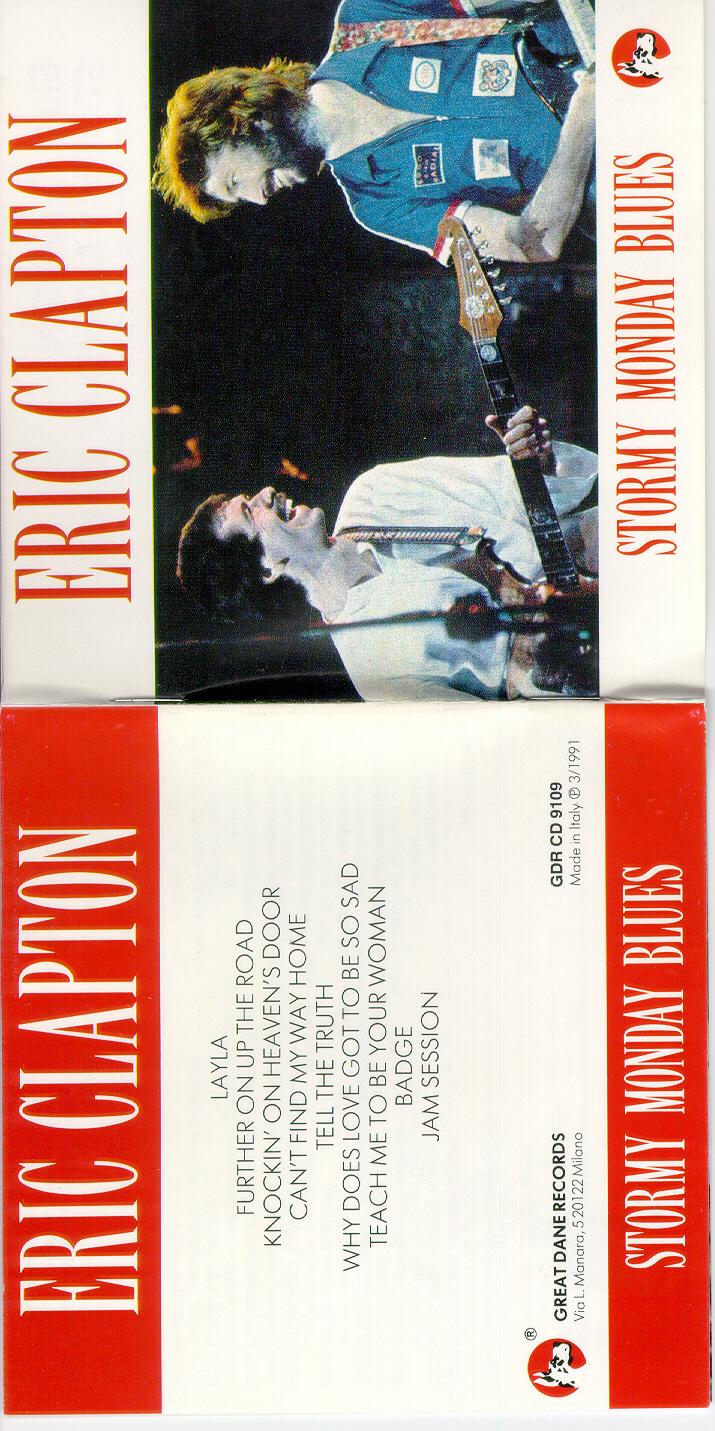 ERIC CLAPTON
STORMY MONDAY BLUES
ERIC CLAPTON
LAYLA
FURTHER ON UP THE ROAD
KNOCKIN' ON HEAVEN'S DOOR
CAN'T FIND MY WAY HOME
TELL THE TRUTH
WHY DOES LOVE GOT TO BE SO SAD
TEACH ME TO BE YOUR WOMAN
BADGE
JAM SESSION
®
GREAT DANE RECORDS
Via L. Manara, 5 20122 Milano
GDR CD 9109
Made in Italy ℗ 3/1991
STORMY MONDAY BLUES